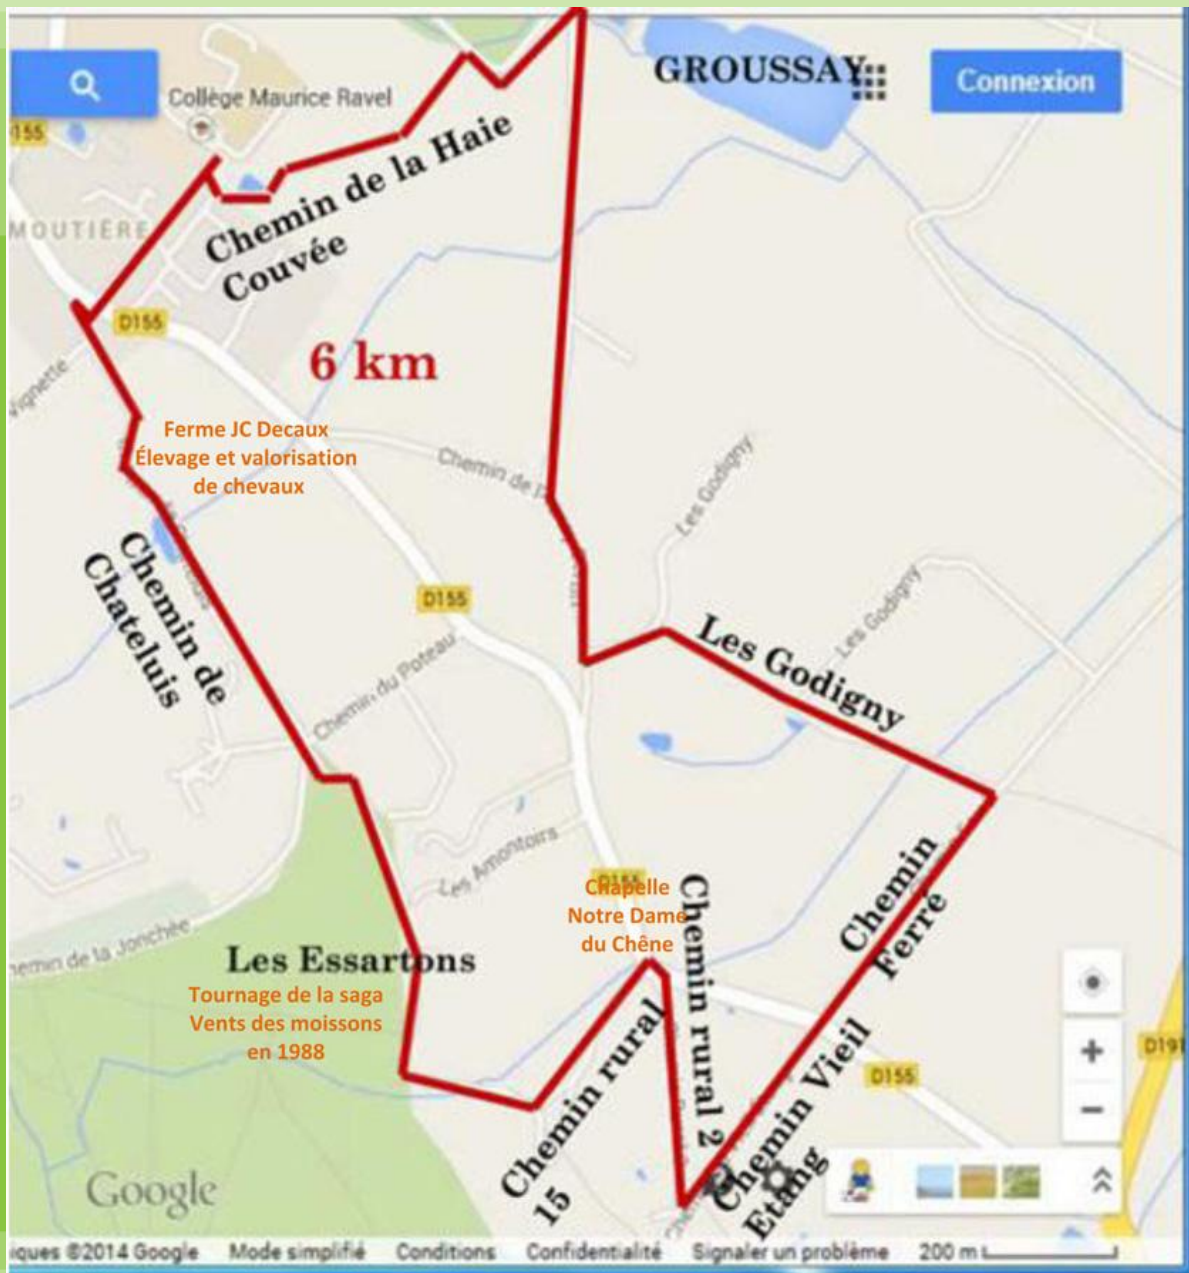 GROUSSAY
Connexion
Collège Maurice Ravel
155
Chemin de la Haie
Couvée
MOUTIÈRE
D155
6 km
Vignette
Ferme JC Decaux
Élevage et valorisation
de chevaux
Chemin de P
Les Godigny
Chemin de
Chateluis
D155
Les Godigny
Les Godigny
Chemin du Poteau
Les Amontoirs
D155
Chapelle
Notre Dame
du Chêne
Chemin
Ferré
hemin de la Jonchée
Les Essartons
Tournage de la saga
Vents des moissons
en 1988
Chemin rural
15
Chemin rural 2
Chemin Vieil
Etang
D155
D191
Google
iques ©2014 Google Mode simplifié Conditions Confidentialité Signaler un problème 200 m